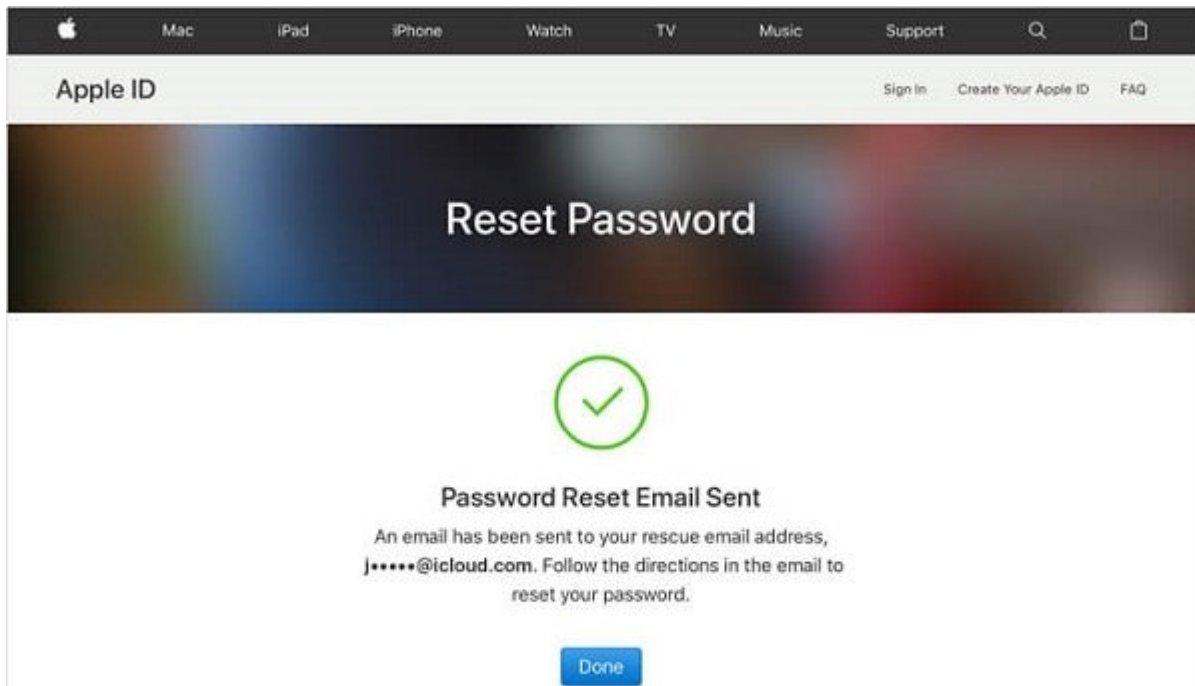 Mac iPad iPhone Watch TV Music Support
Apple ID
Sign In Create Your Apple ID FAQ
Reset Password
Password Reset Email Sent
An email has been sent to your rescue email address,
j•••••@icloud.com. Follow the directions in the email to
reset your password.
Done